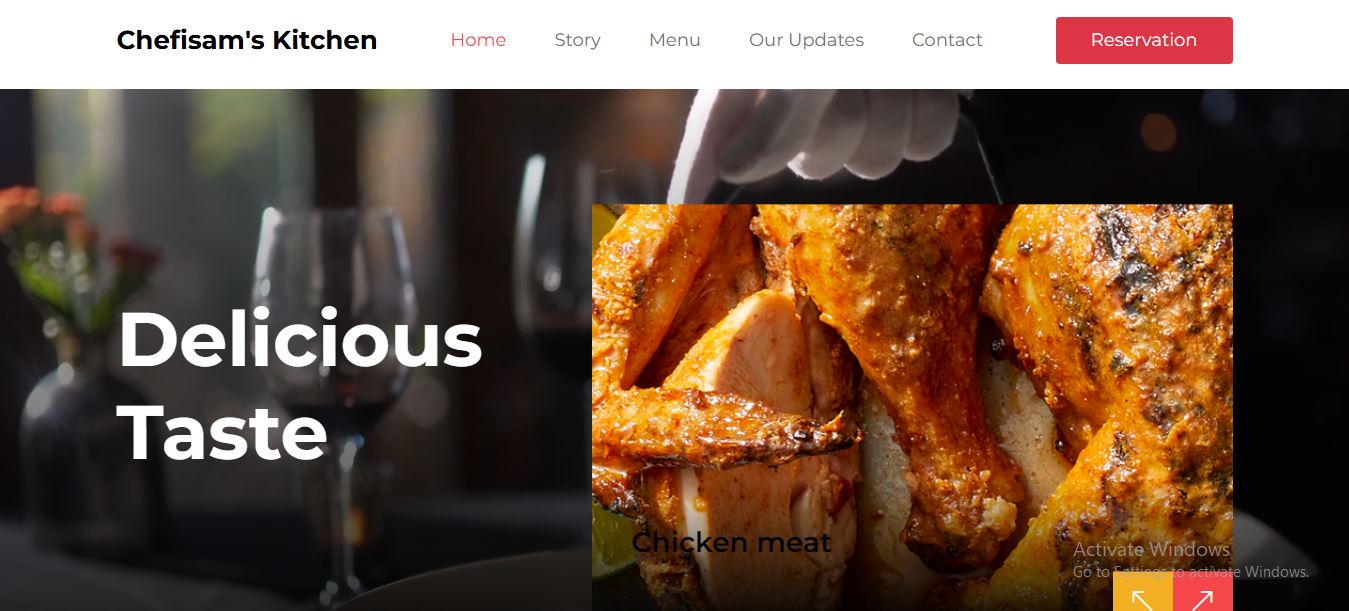 Chefisam's Kitchen
Home
Story
Menu
Our Updates
Contact
Reservation
Delicious
Taste
Chicken meat
Activate Windows
Go to Settings to activate Windows.